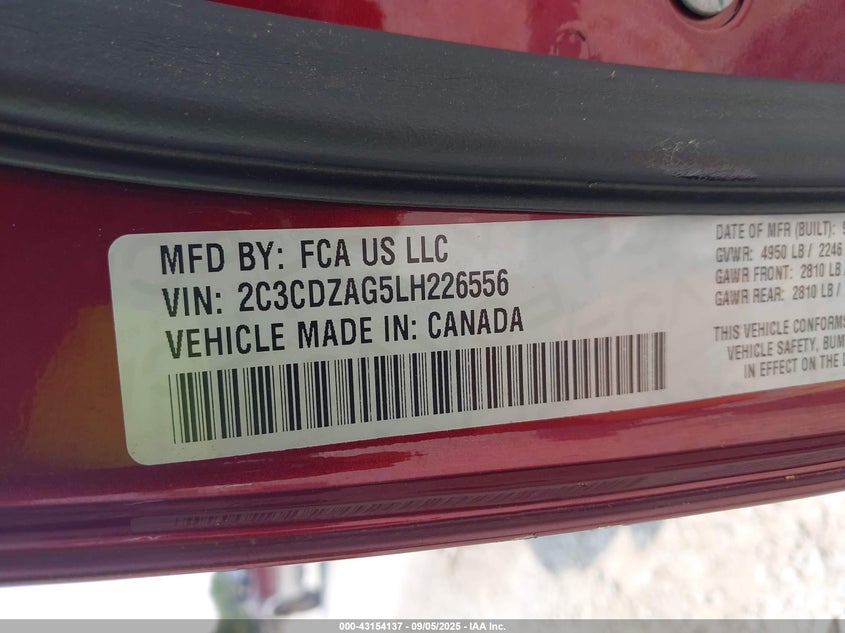 MFD BY: FCA US LLC
VIN: 2C3CDZAG5LH226556
VEHICLE MADE IN: CANADA
DATE OF MFR (BUILT): 9
GVWR: 4950 LB / 2246
GAWR FRONT: 2810 LB /
GAWR REAR: 2810 LB /
THIS VEHICLE CONFORMS
VEHICLE SAFETY, BUM
IN EFFECT ON THE D
000-43154137 - 09/05/2025 - IAA Inc.